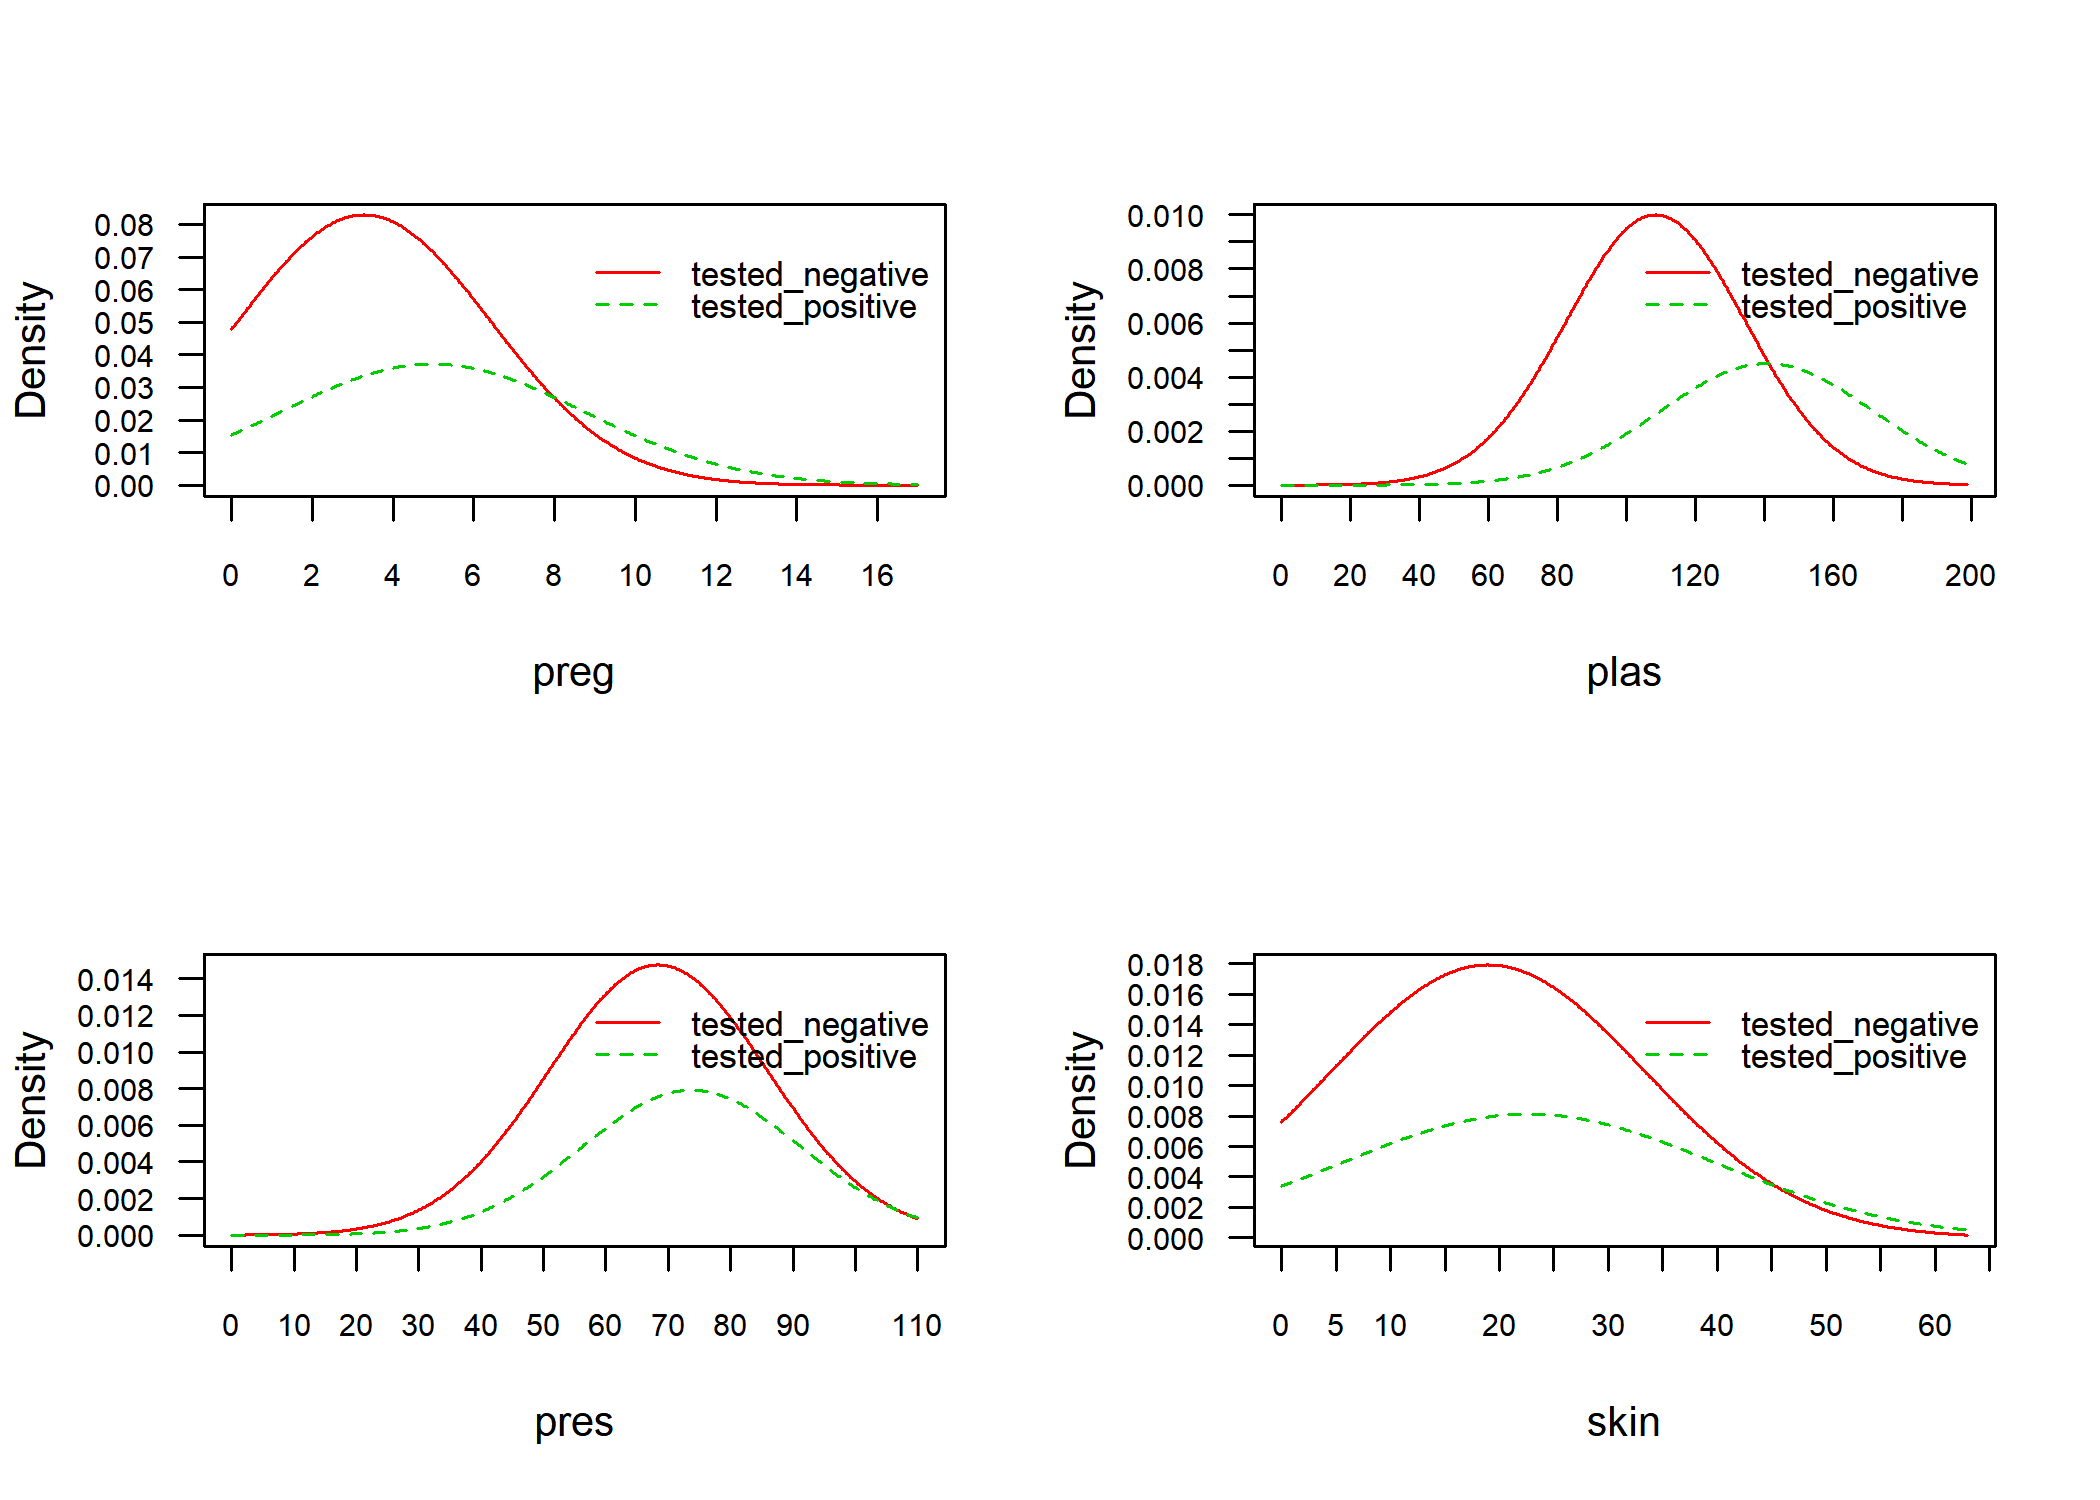 Density
0.08
0.07
0.06
0.05
0.04
0.03
0.02
0.01
0.00
tested_negative
tested_positive
0 2 4 6 8 10 12 14 16
preg
Density
0.010
0.008
0.006
0.004
0.002
0.000
tested_negative
tested_positive
0 20 40 60 80 120 160 200
plas
Density
0.014
0.012
0.010
0.008
0.006
0.004
0.002
0.000
tested_negative
tested_positive
0 10 20 30 40 50 60 70 80 90 110
pres
Density
0.018
0.016
0.014
0.012
0.010
0.008
0.006
0.004
0.002
0.000
tested_negative
tested_positive
0 5 10 20 30 40 50 60
skin